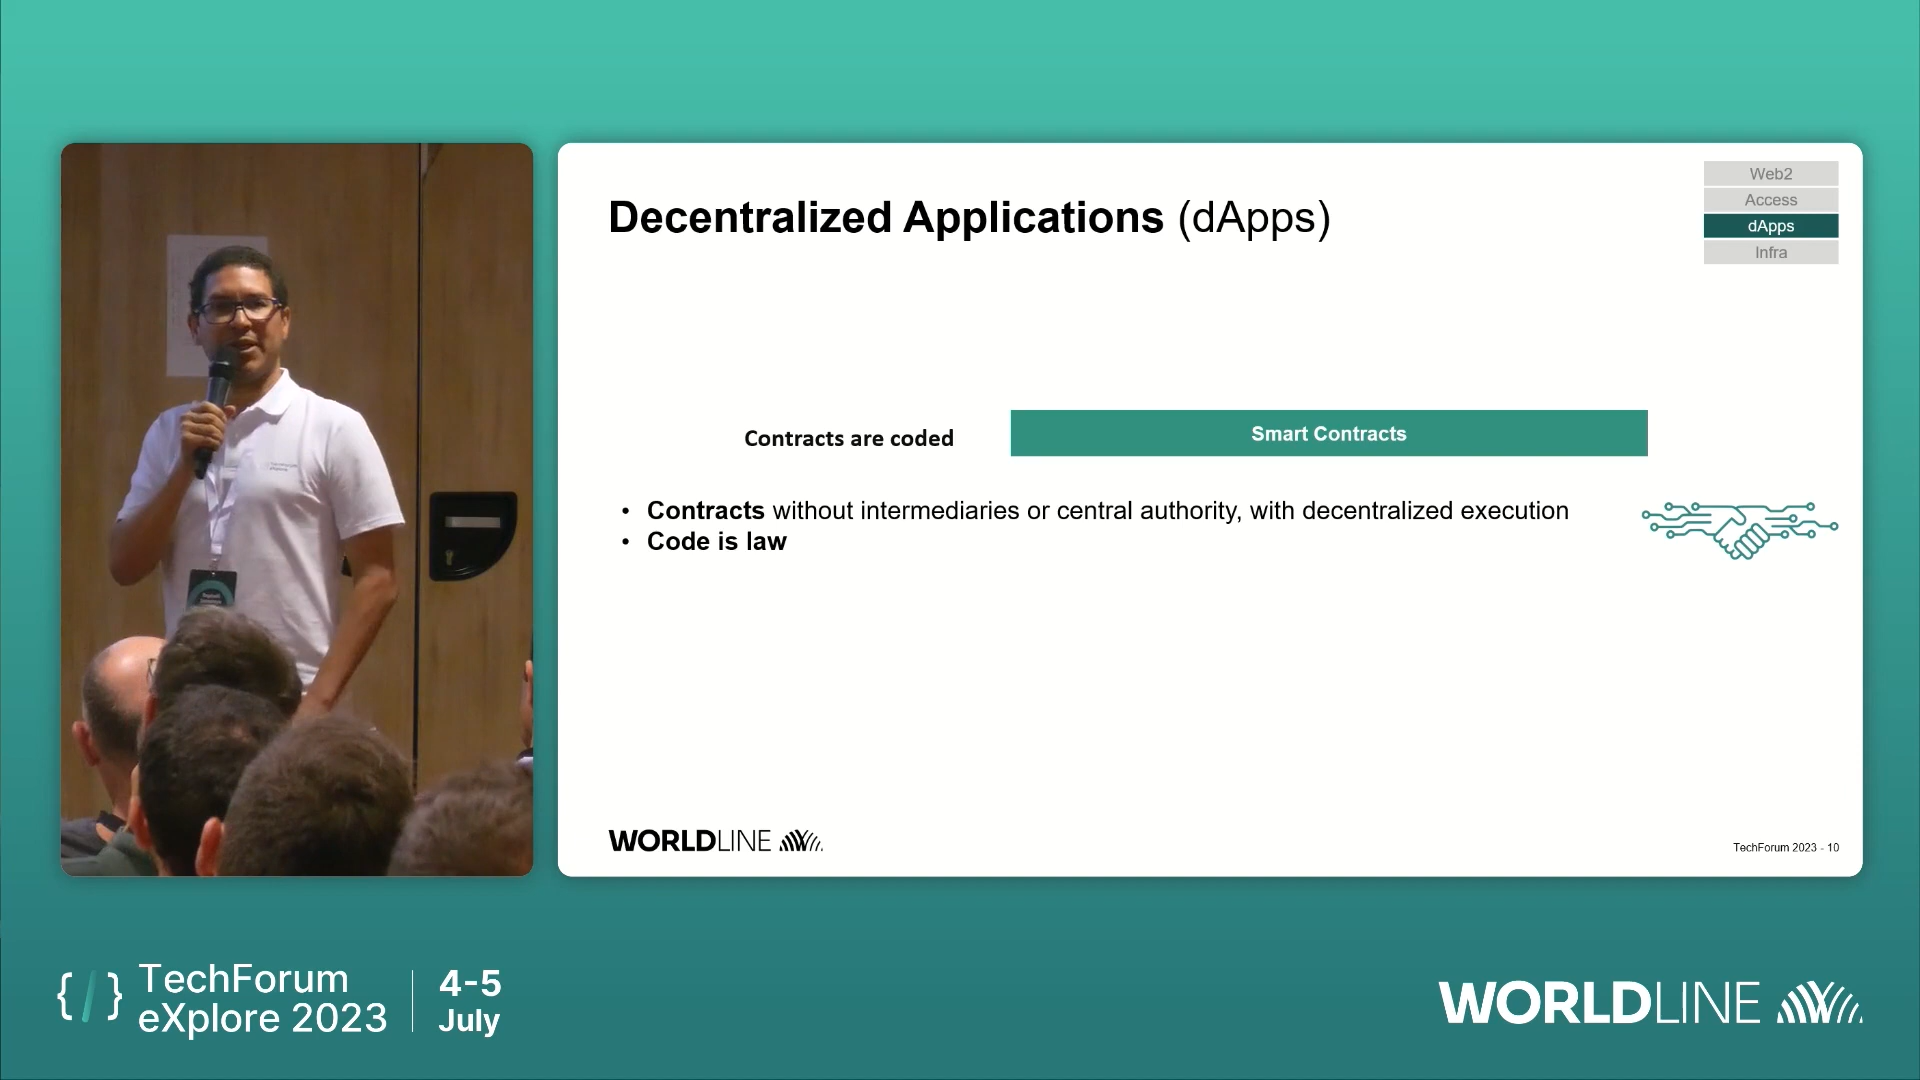 Web2
Access
dApps
Infra
Decentralized Applications (dApps)
Contracts are coded
Smart Contracts
• Contracts without intermediaries or central authority, with decentralized execution
• Code is law
WORLDLINE
TechForum 2023 - 10
{/} TechForum
eXplore 2023
4-5
July
WORLDLINE